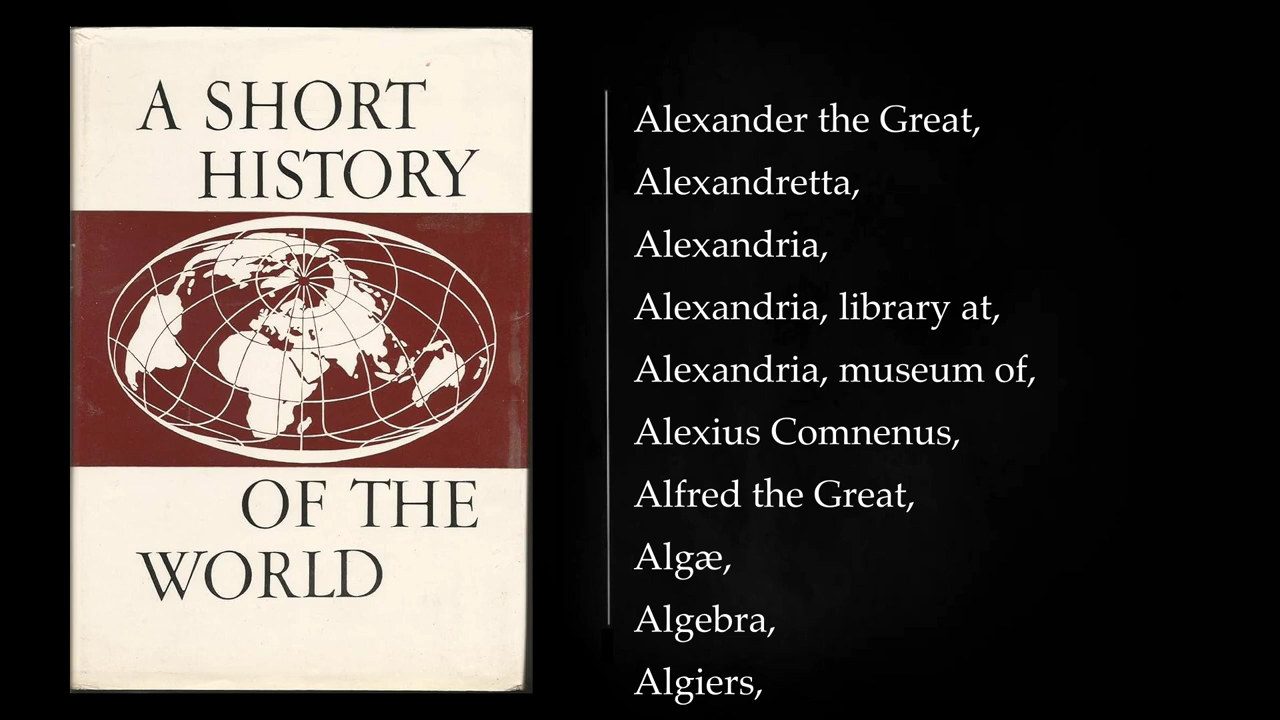 A SHORT
HISTORY
OF THE
WORLD
Alexander the Great,
Alexandretta,
Alexandria,
Alexandria, library at,
Alexandria, museum of,
Alexius Comnenus,
Alfred the Great,
Algæ,
Algebra,
Algiers,